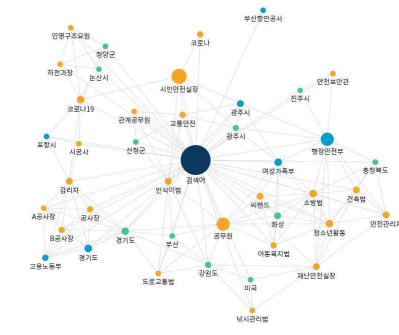 부산항만공사
인명구조요원
코로나
청양군
하천과장
논산시
시민안전실장
안전보안관
진주시
코로나19
관계공무원
교통안전
광주시
광주시
포항시
시공사
산청군
행정안전부
검색어
여성가족부
충청북도
감리자
민식이법
씨랜드
소방법
건축법
A공사장
공사장
B공사장
경기도
공무원
화성
청소년활동
안전관리자
고용노동부
경기도
부산
아동복지법
도로교통법
강원도
재난안전실장
미국
낚시관리법